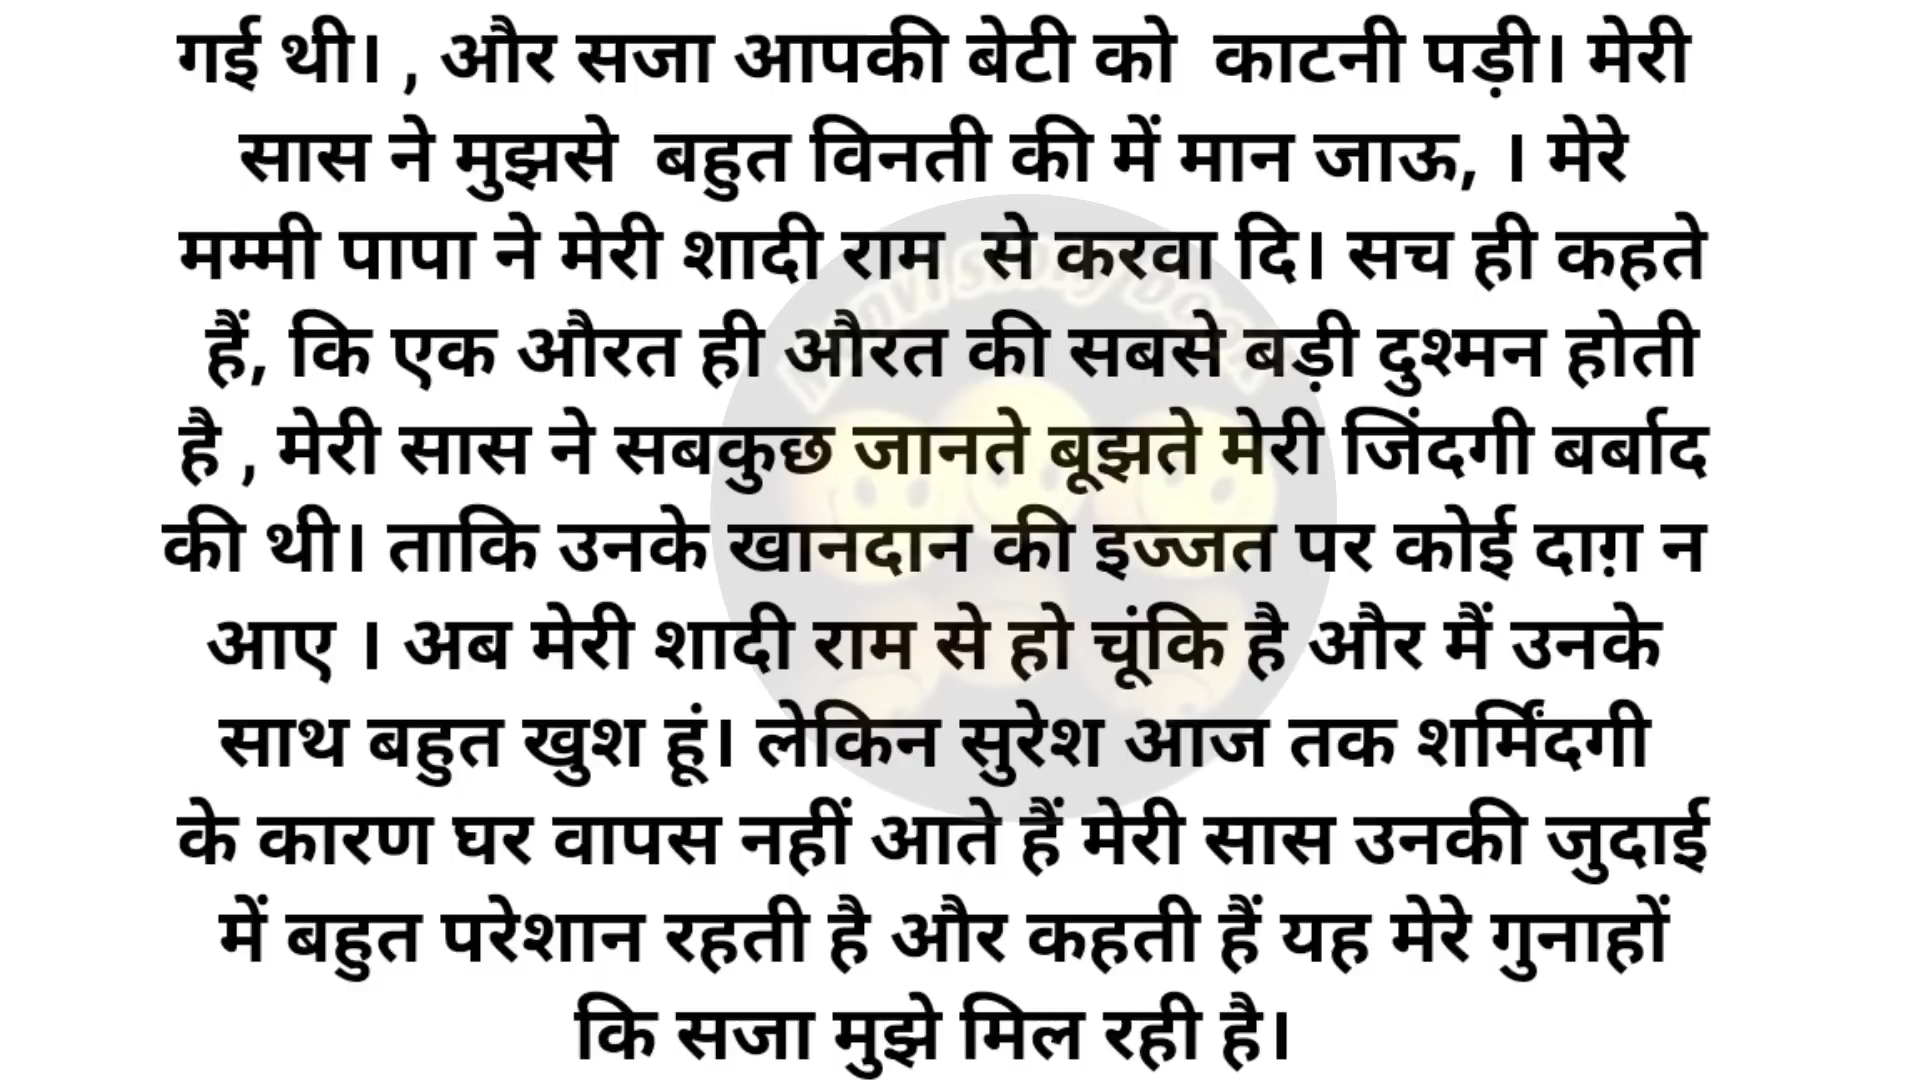 गई थी। , और सजा आपकी बेटी को काटनी पड़ी। मेरी
सास ने मुझसे बहुत विनती की में मान जाऊ, । मेरे
मम्मी पापा ने मेरी शादी राम से करवा दि। सच ही कहते
हैं, कि एक औरत ही औरत की सबसे बड़ी दुश्मन होती
है , मेरी सास ने सबकुछ जानते बूझते मेरी जिंदगी बर्बाद
की थी। ताकि उनके खानदान की इज्जत पर कोई दाग़ न
आए । अब मेरी शादी राम से हो चूंकि है और मैं उनके
साथ बहुत खुश हूं। लेकिन सुरेश आज तक शर्मिंदगी
के कारण घर वापस नहीं आते हैं मेरी सास उनकी जुदाई
में बहुत परेशान रहती है और कहती हैं यह मेरे गुनाहों
कि सजा मुझे मिल रही है।